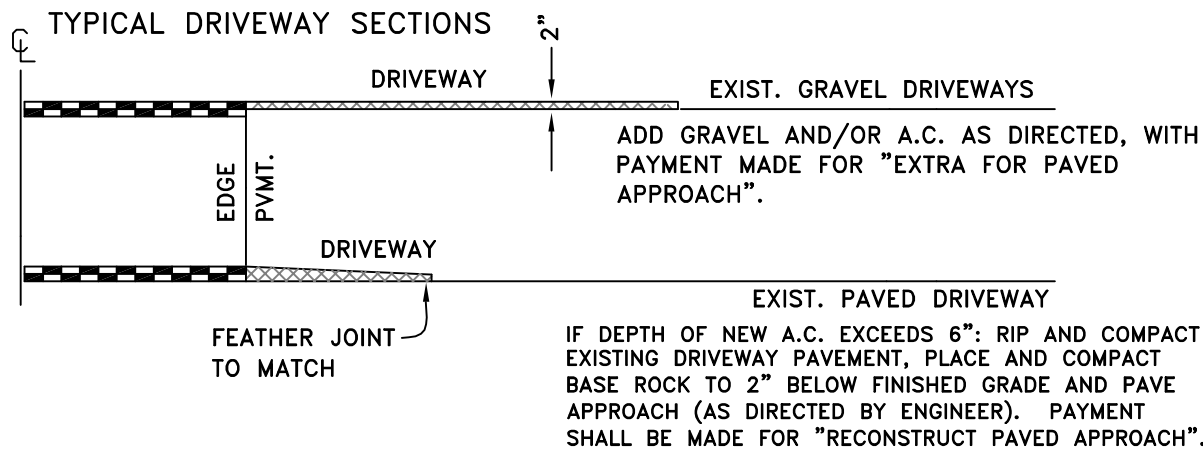 ℄ TYPICAL DRIVEWAY SECTIONS
2"
DRIVEWAY
EXIST. GRAVEL DRIVEWAYS
ADD GRAVEL AND/OR A.C. AS DIRECTED, WITH
PAYMENT MADE FOR "EXTRA FOR PAVED
APPROACH".
EDGE
PVMT.
DRIVEWAY
EXIST. PAVED DRIVEWAY
FEATHER JOINT
TO MATCH
IF DEPTH OF NEW A.C. EXCEEDS 6": RIP AND COMPACT
EXISTING DRIVEWAY PAVEMENT, PLACE AND COMPACT
BASE ROCK TO 2" BELOW FINISHED GRADE AND PAVE
APPROACH (AS DIRECTED BY ENGINEER). PAYMENT
SHALL BE MADE FOR "RECONSTRUCT PAVED APPROACH".